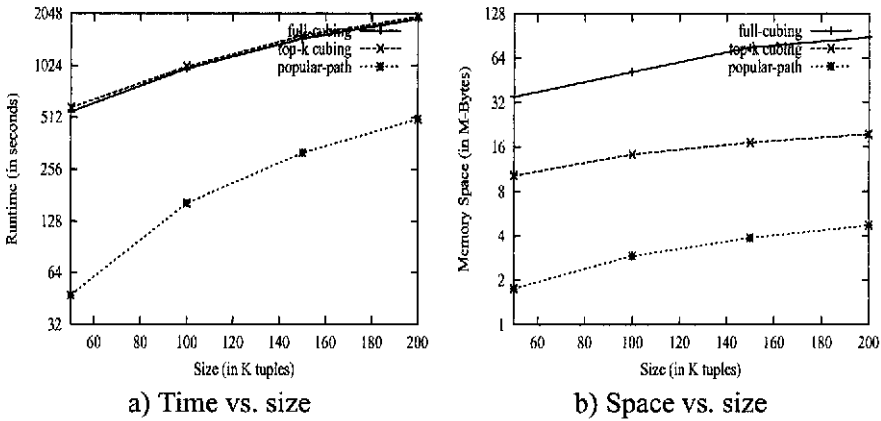 2048
1024
512
256
128
64
32
Runtime (in seconds)
full-cubing
top-k cubing
popular-path
60 80 100 120 140 160 180 200
Size (in K tuples)
a) Time vs. size
128
64
32
16
8
4
2
1
Memory Space (in M-Bytes)
full-cubing
top-k cubing
popular-path
60 80 100 120 140 160 180 200
Size (in K tuples)
b) Space vs. size